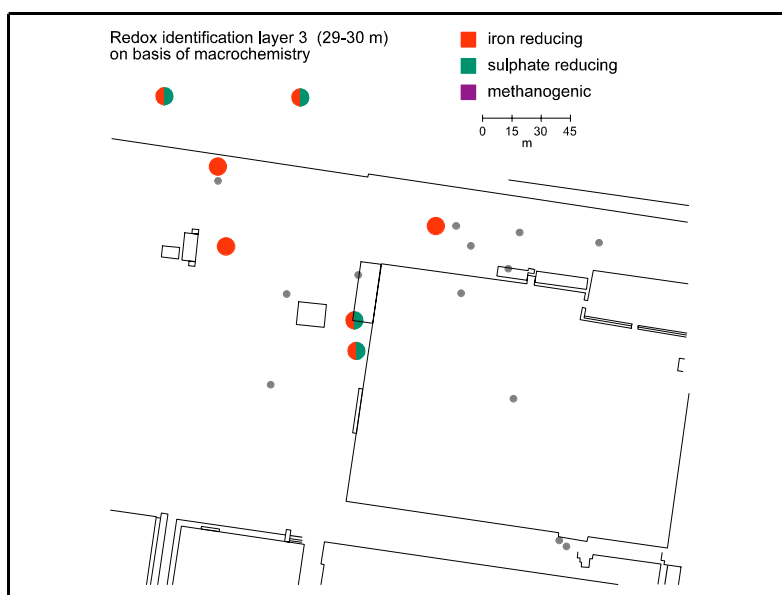 Redox identification layer 3 (29-30 m)
on basis of macrochemistry
iron reducing
sulphate reducing
methanogenic
0 15 30 45
m